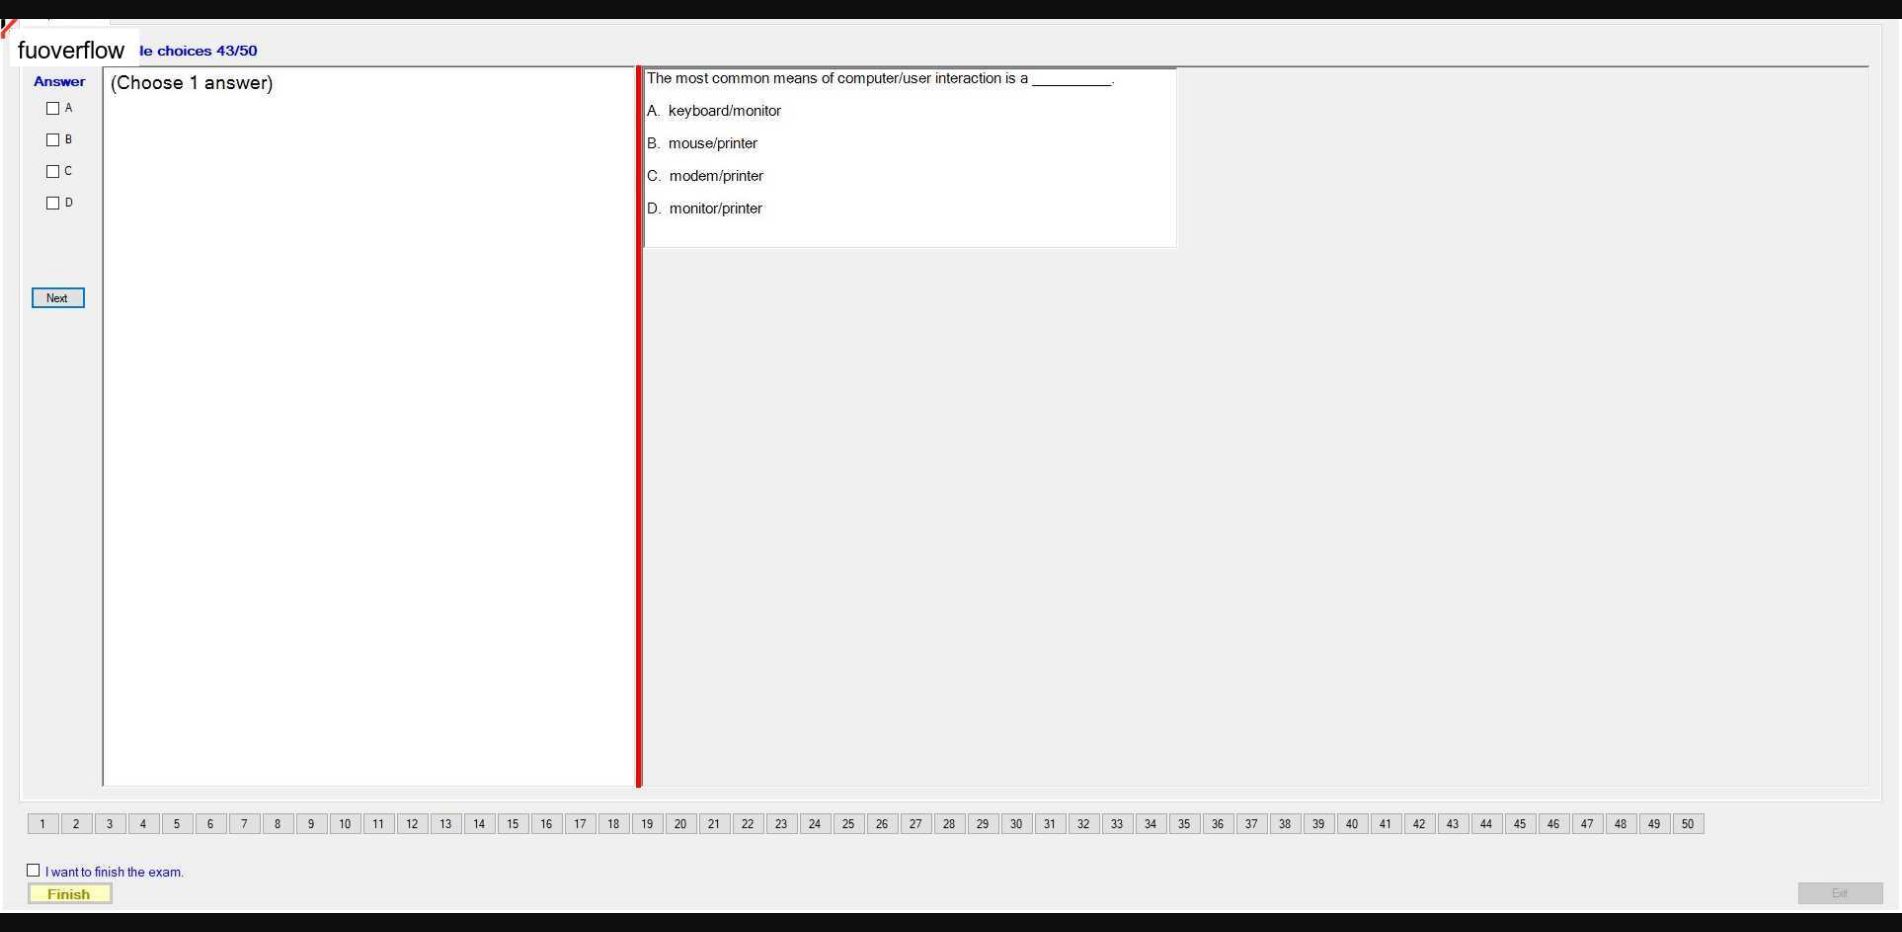 fuoverflow
le choices 43/50
Answer
(Choose 1 answer)
A
B
C
D
Next
The most common means of computer/user interaction is a __________.
A. keyboard/monitor
B. mouse/printer
C. modem/printer
D. monitor/printer
1 2 3 4 5 6 7 8 9 10 11 12 13 14 15 16 17 18 19 20 21 22 23 24 25 26 27 28 29 30 31 32 33 34 35 36 37 38 39 40 41 42 43 44 45 46 47 48 49 50
I want to finish the exam.
Finish
Exit